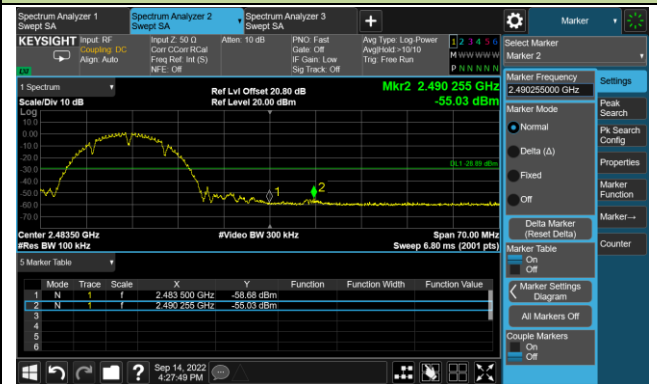 Spectrum Analyzer 1
Swept SA
Spectrum Analyzer 2
Swept SA
Spectrum Analyzer 3
Swept SA
Marker
KEYSIGHT
Input: RF
Coupling: DC
Align: Auto
Input Z: 50 Ω
Corr CCorr RCal
Freq Ref: Int (S)
NFE: Off
Atten: 10 dB
PNO: Fast
Gate: Off
IF Gain: Low
Sig Track: Off
Avg Type: Log-Power
Avg|Hold:>10/10
Trig: Free Run
1 2 3 4 5 6
M W W W W W
P N N N N N
Select Marker
Marker 2
1 Spectrum
Scale/Div 10 dB
Log
Ref Lvl Offset 20.80 dB
Ref Level 20.00 dBm
Mkr2 2.490 255 GHz
-55.03 dBm
10.0
0.00
-10.0
-20.0
-30.0
-40.0
-50.0
-60.0
-70.0
DL1 -28.89 dBm
1
2
Center 2.48350 GHz
#Res BW 100 kHz
#Video BW 300 kHz
Span 70.00 MHz
Sweep 6.80 ms (2001 pts)
5 Marker Table
Mode Trace Scale X Y Function Function Width Function Value
1 N 1 f 2.483 500 GHz -58.68 dBm
2 N 1 f 2.490 255 GHz -55.03 dBm
3
4
5
6
Marker Frequency
2.490255000 GHz
Marker Mode
Normal
Delta (Δ)
Fixed
Off
Delta Marker
(Reset Delta)
Marker Table
On
Off
Marker Settings
Diagram
All Markers Off
Couple Markers
On
Off
Settings
Peak
Search
Pk Search
Config
Properties
Marker
Function
Marker→
Counter
Sep 14, 2022
4:27:49 PM